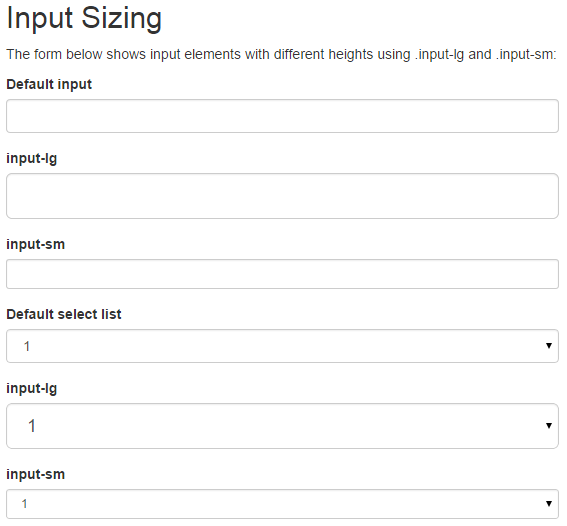 Input Sizing
The form below shows input elements with different heights using .input-lg and .input-sm:
Default input
input-lg
input-sm
Default select list
1
input-lg
1
input-sm
1